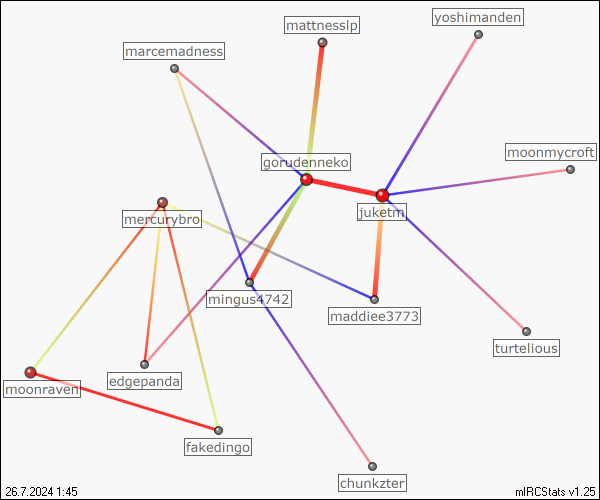 yoshimanden
mattnesslp
marcemadness
moonmycroft
gorudenneko
juketm
mercurybro
mingus4742
maddiee3773
turtelious
edgepanda
moonraven
fakedingo
chunkzter
26.7.2024 1:45
mIRCStats v1.25